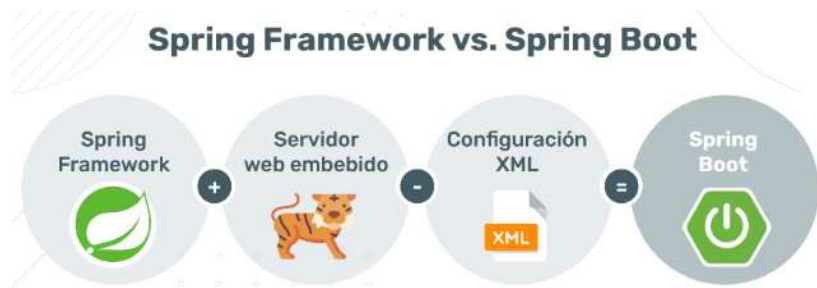 Spring Framework vs. Spring Boot
Spring
Framework
+
Servidor
web embebido
-
Configuración
XML
XML
=
Spring
Boot